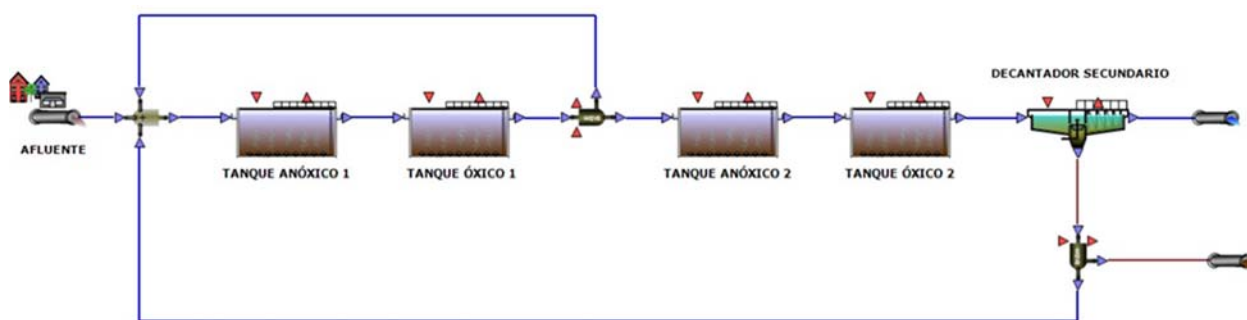 DECANTADOR SECUNDARIO
AFLUENTE
TANQUE ANÓXICO 1
TANQUE ÓXICO 1
TANQUE ANÓXICO 2
TANQUE ÓXICO 2